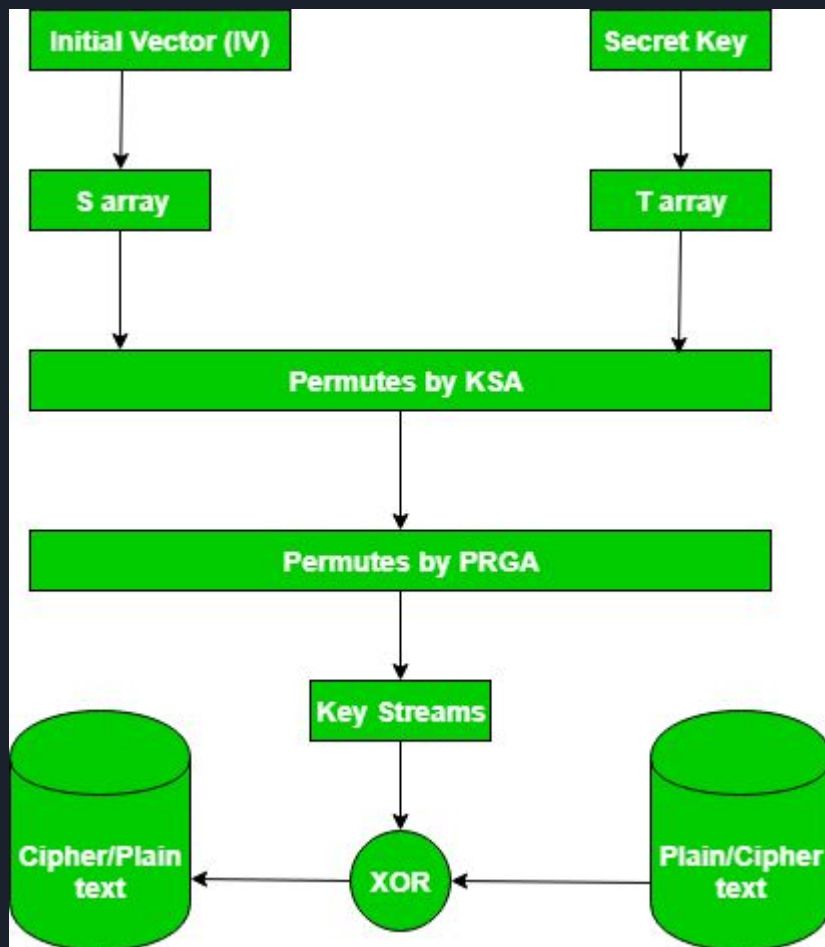 Initial Vector (IV)
Secret Key
S array
T array
Permutes by KSA
Permutes by PRGA
Key Streams
Cipher/Plain
text
XOR
Plain/Cipher
text